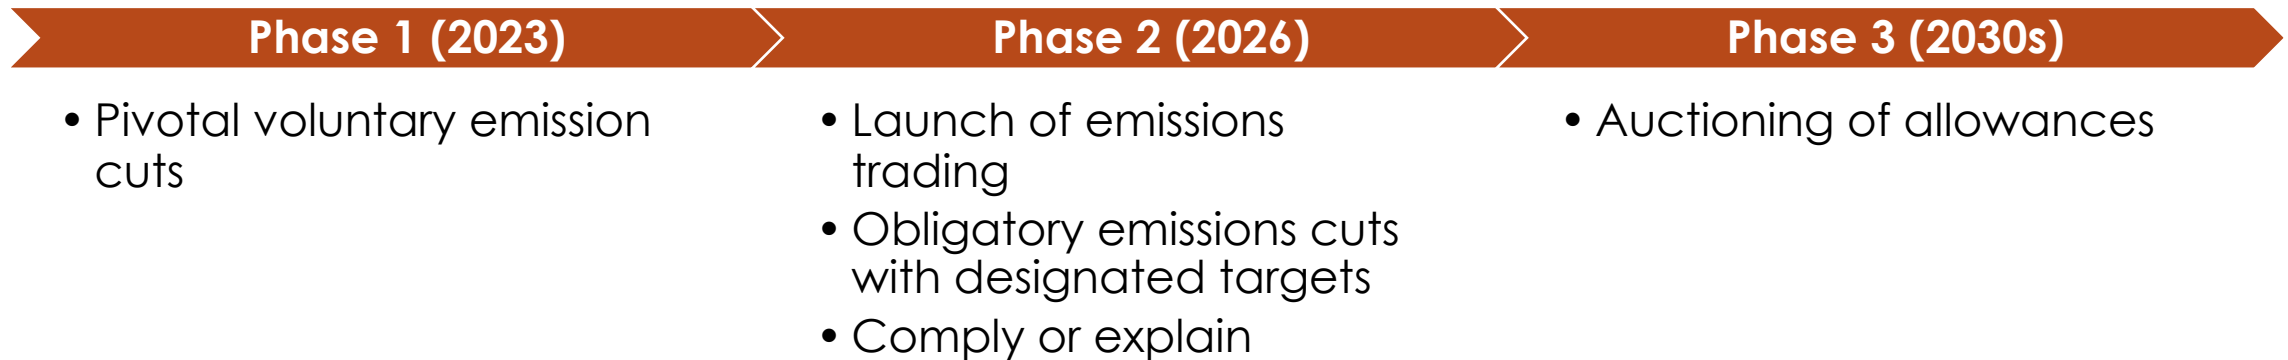 Phase 1 (2023)
Phase 2 (2026)
Phase 3 (2030s)
• Pivotal voluntary emission
cuts
• Launch of emissions
trading
• Obligatory emissions cuts
with designated targets
• Comply or explain
• Auctioning of allowances